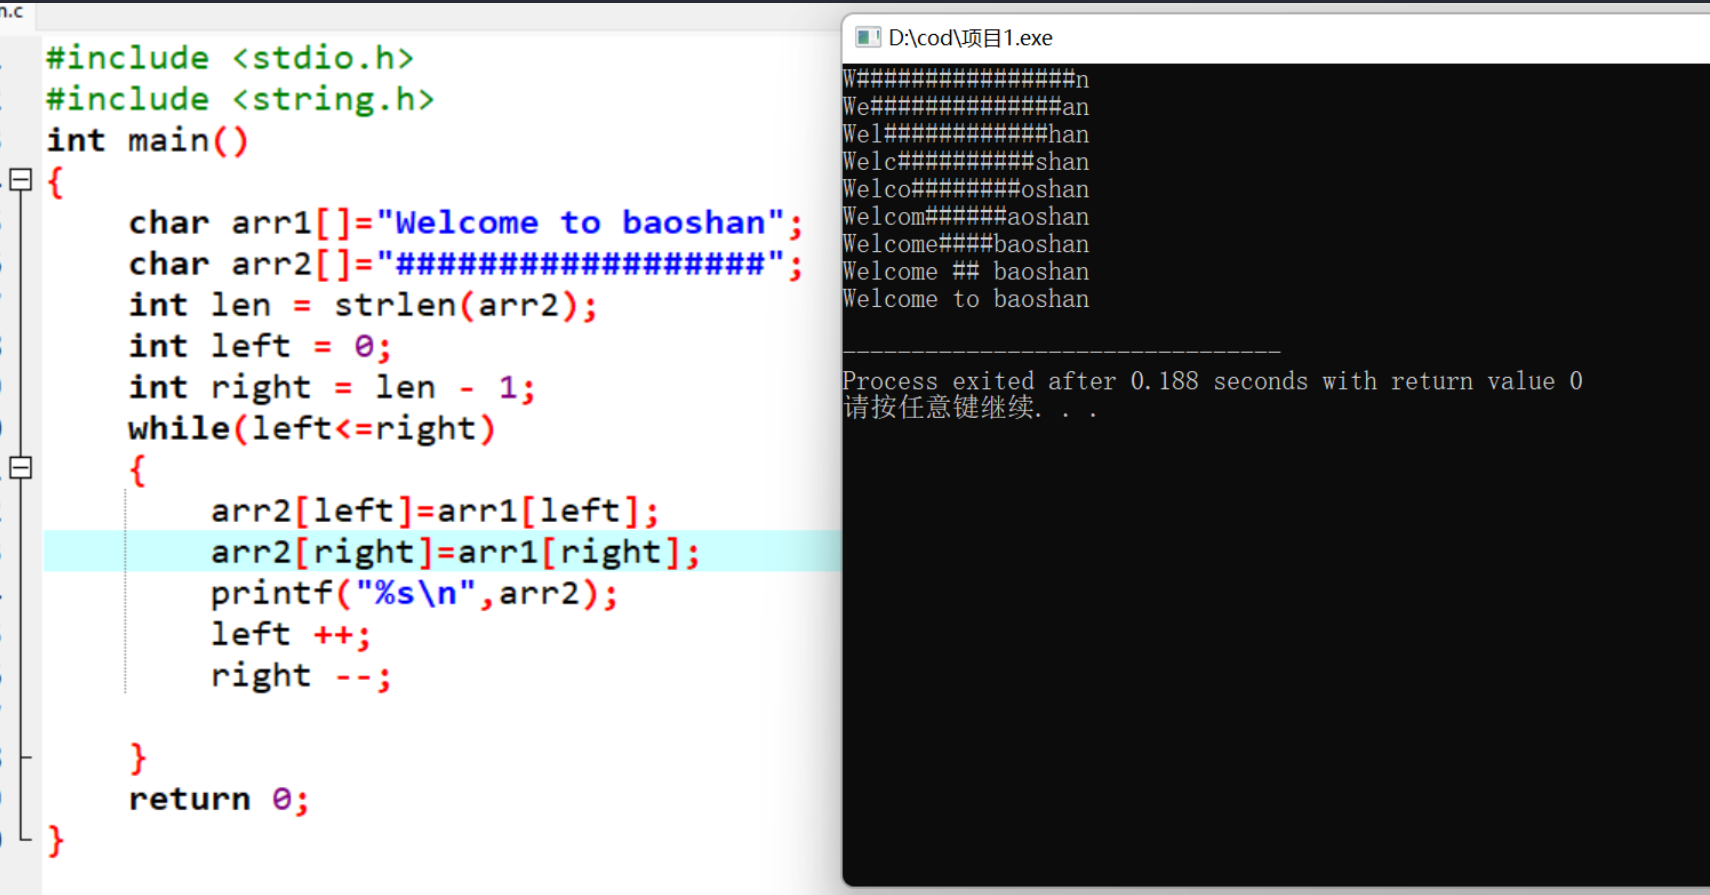 n.c
#include <stdio.h>
#include <string.h>
int main()
{
char arr1[]="Welcome to baoshan";
char arr2[]="##################";
int len = strlen(arr2);
int left = 0;
int right = len - 1;
while(left<=right)
{
arr2[left]=arr1[left];
arr2[right]=arr1[right];
printf("%s\n",arr2);
left ++;
right --;
}
return 0;
}
D:\cod\项目1.exe
W################n
We##############an
Wel############han
Welc##########shan
Welco########oshan
Welcom######aoshan
Welcome####baoshan
Welcome ## baoshan
Welcome to baoshan
--------------------------------
Process exited after 0.188 seconds with return value 0
请按任意键继续. . .